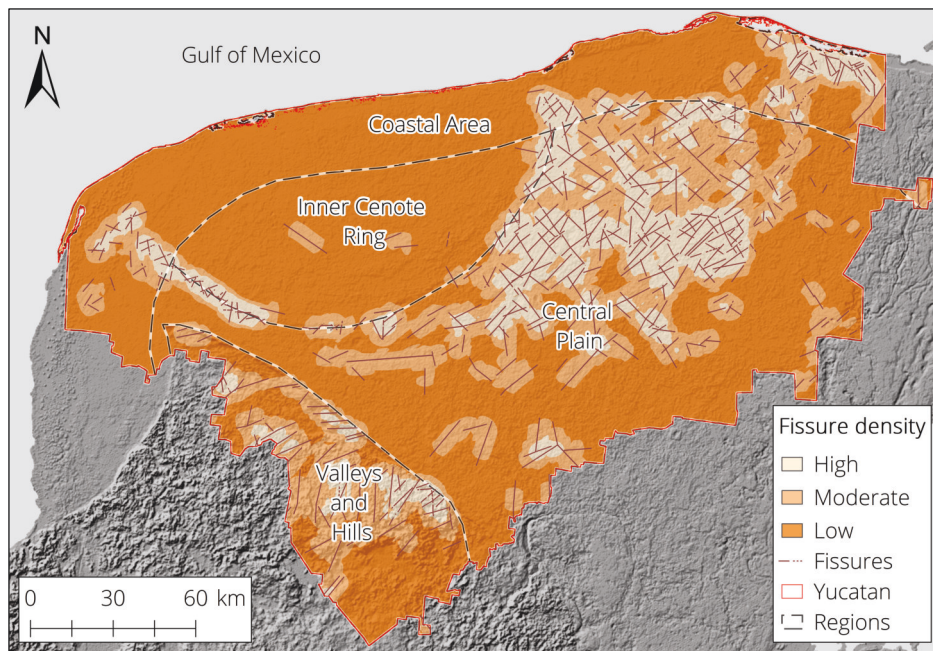 N
Gulf of Mexico
Coastal Area
Inner Cenote
Ring
Central
Plain
Valleys
and
Hills
Fissure density
High
Moderate
Low
Fissures
Yucatan
Regions
0 30 60 km